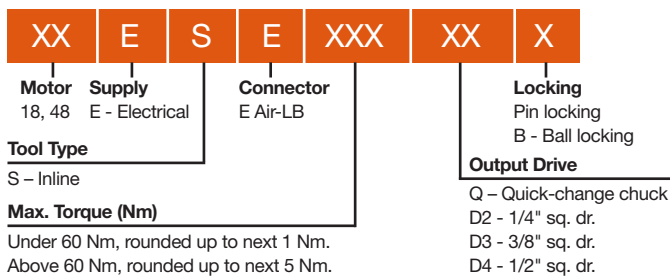 XX E S E XXX XX X
Motor Supply Connector Locking
18, 48 E - Electrical E Air-LB Pin locking
B - Ball locking
Tool Type
S – Inline
Output Drive
Q – Quick-change chuck
D2 - 1/4" sq. dr.
D3 - 3/8" sq. dr.
D4 - 1/2" sq. dr.
Max. Torque (Nm)
Under 60 Nm, rounded up to next 1 Nm.
Above 60 Nm, rounded up to next 5 Nm.